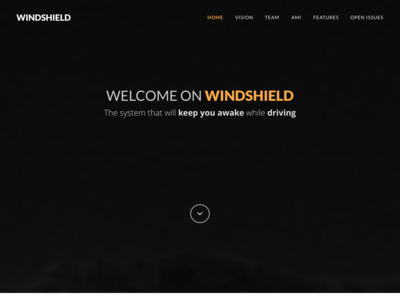 WINDSHIELD
HOME VISION TEAM AMI FEATURES OPEN ISSUES
WELCOME ON WINDSHIELD
The system that will keep you awake while driving